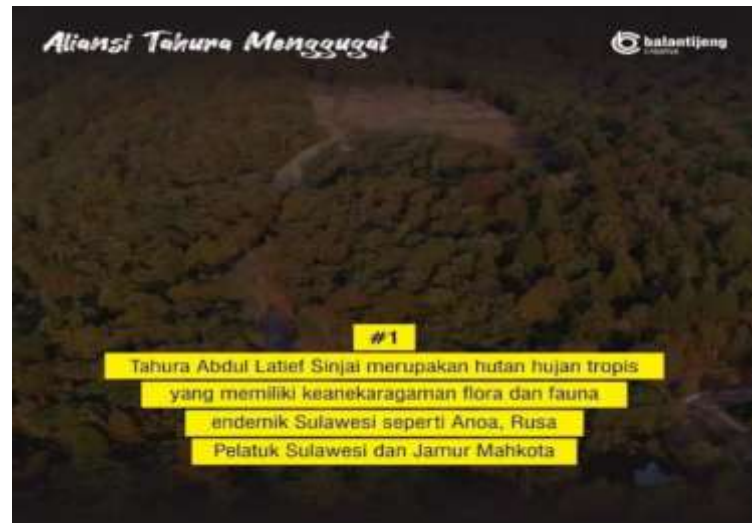 Aliansi Tahura Menggugat
balantijeng
#1
Tahura Abdul Latief Sinjai merupakan hutan hujan tropis
yang memiliki keanekaragaman flora dan fauna
endemik Sulawesi seperti Anoa, Rusa
Pelatuk Sulawesi dan Jamur Mahkota